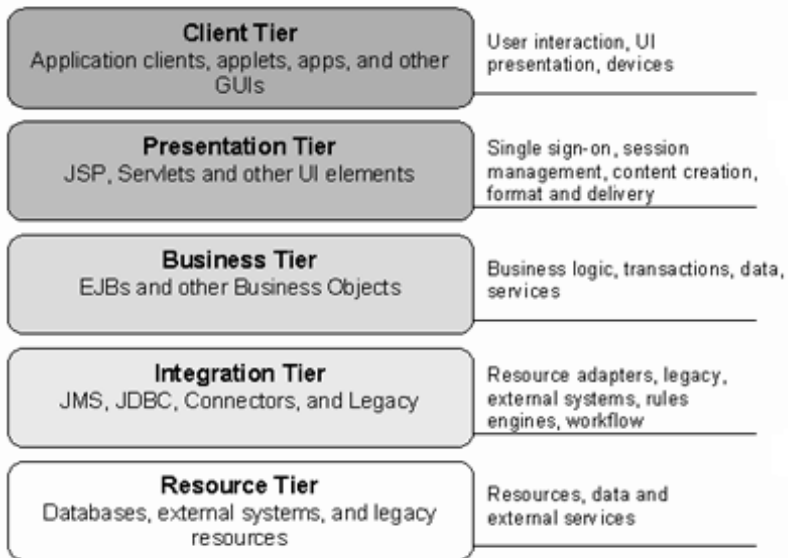 Client Tier
Application clients, applets, apps, and other
GUIs
User interaction, UI
presentation, devices
Presentation Tier
JSP, Servlets and other UI elements
Single sign-on, session
management, content creation,
format and delivery
Business Tier
EJBs and other Business Objects
Business logic, transactions, data,
services
Integration Tier
JMS, JDBC, Connectors, and Legacy
Resource adapters, legacy,
external systems, rules
engines, workflow
Resource Tier
Databases, external systems, and legacy
resources
Resources, data and
external services